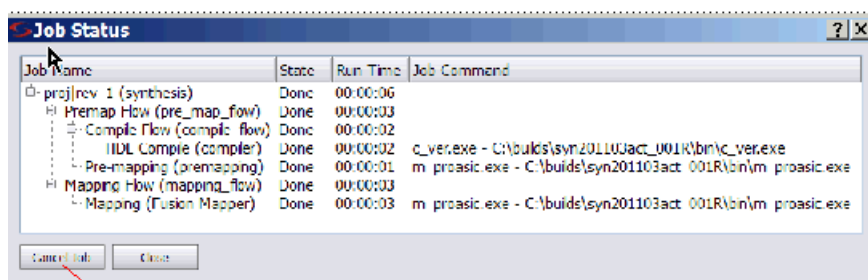 Job Status
Job Name State Run Time Job Command
proj|rev_1 (synthesis) Done 00:00:06
Premap Flow (pre_map_flow) Done 00:00:03
Compile Flow (compile_flow) Done 00:00:02
HDL Compile (compiler) Done 00:00:02 c_ver.exe - C:\builds\syn201103act_001R\bin\c_ver.exe
Pre-mapping (premapping) Done 00:00:01 m_proasic.exe - C:\builds\syn201103act_001R\bin\m_proasic.exe
Mapping Flow (mapping_flow) Done 00:00:03
Mapping (Fusion Mapper) Done 00:00:03 m_proasic.exe - C:\builds\syn201103act_001R\bin\m_proasic.exe
Cancel Job Close